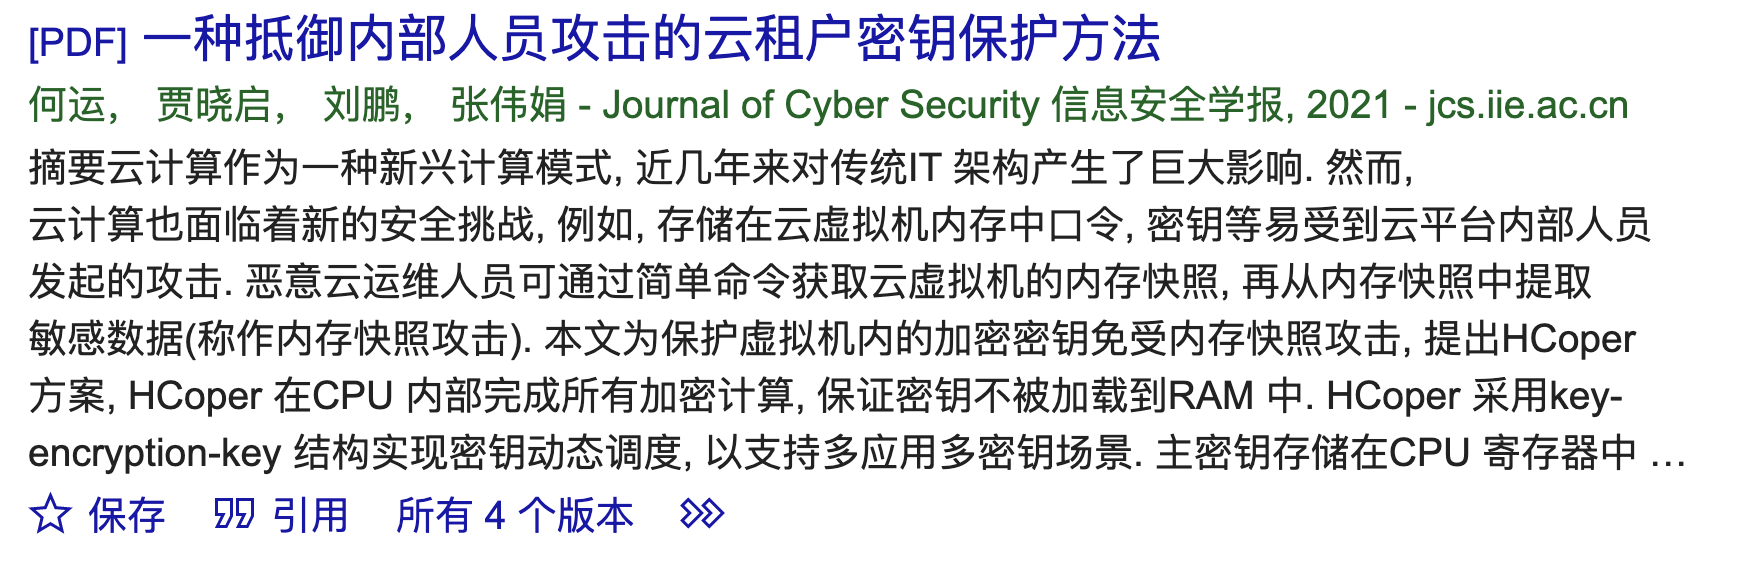 [PDF] 一种抵御内部人员攻击的云租户密钥保护方法
何运， 贾晓启， 刘鹏， 张伟娟 - Journal of Cyber Security 信息安全学报, 2021 - jcs.iie.ac.cn
摘要云计算作为一种新兴计算模式, 近几年来对传统IT 架构产生了巨大影响. 然而,
云计算也面临着新的安全挑战, 例如, 存储在云虚拟机内存中口令, 密钥等易受到云平台内部人员
发起的攻击. 恶意云运维人员可通过简单命令获取云虚拟机的内存快照, 再从内存快照中提取
敏感数据(称作内存快照攻击). 本文为保护虚拟机内的加密密钥免受内存快照攻击, 提出HCoper
方案, HCoper 在CPU 内部完成所有加密计算, 保证密钥不被加载到RAM 中. HCoper 采用key-
encryption-key 结构实现密钥动态调度, 以支持多应用多密钥场景. 主密钥存储在CPU 寄存器中 …
保存 引用 所有 4 个版本